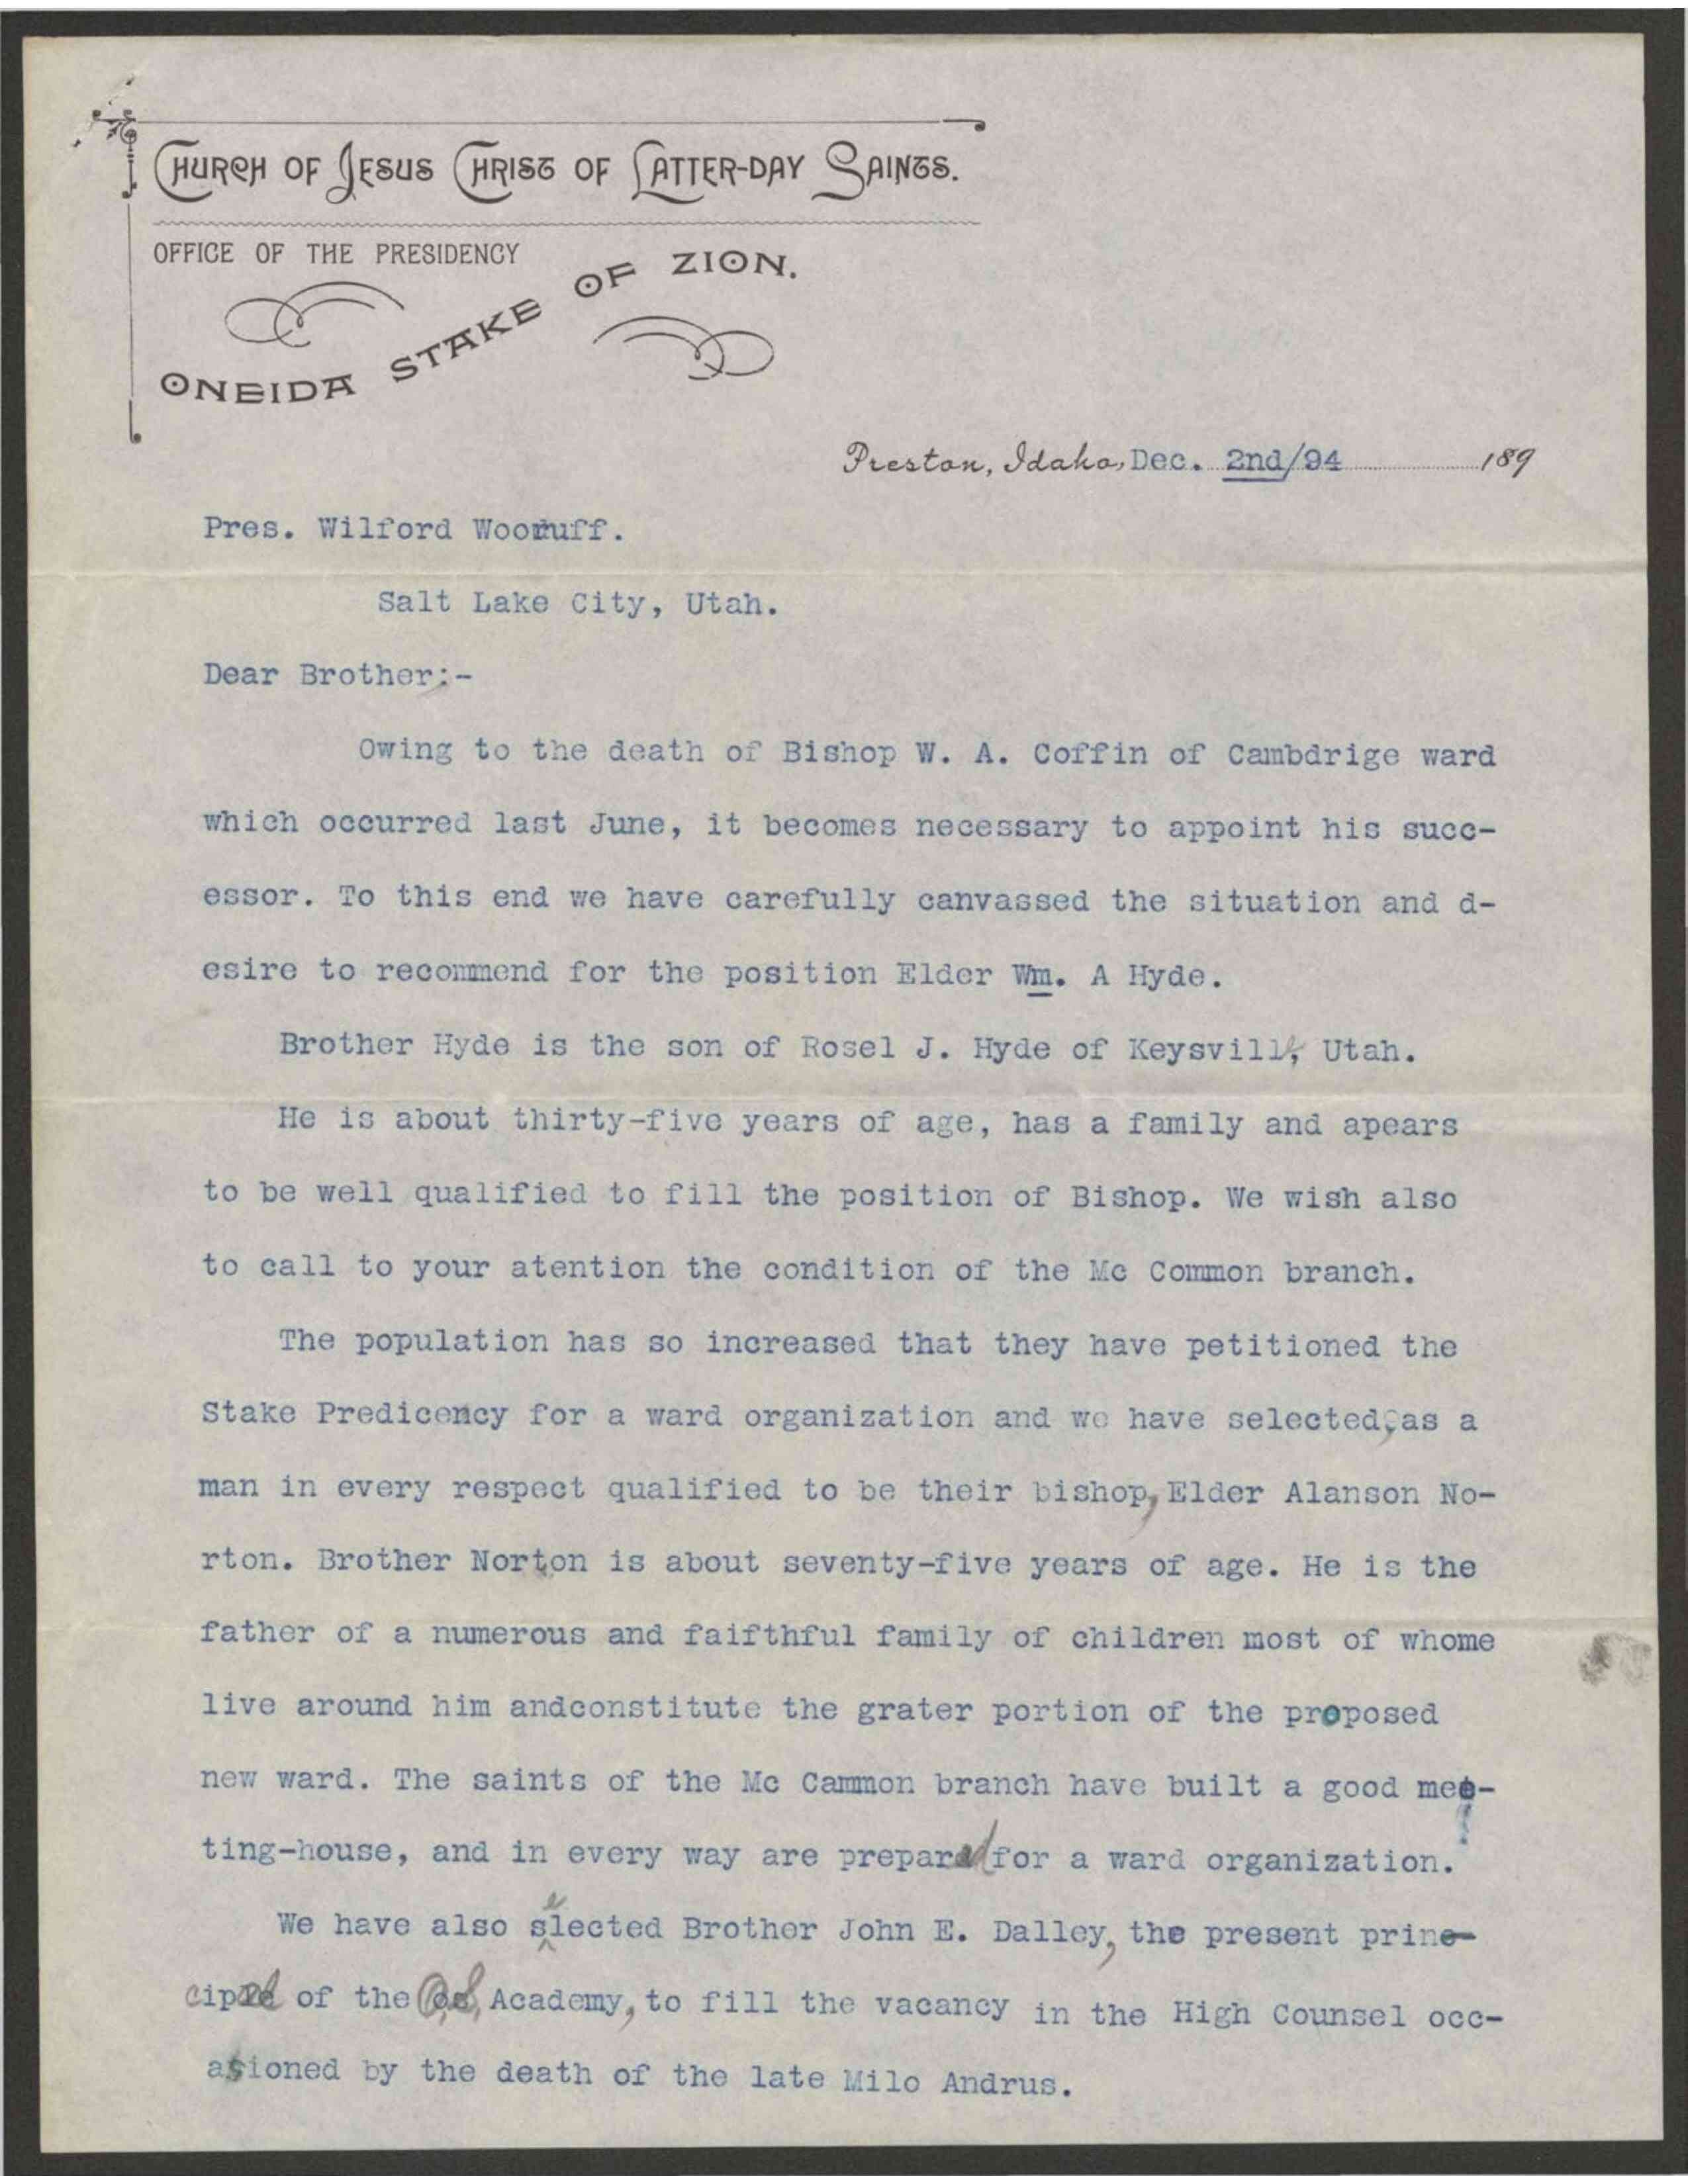 CHURCH OF JESUS CHRIST OF LATTER-DAY SAINTS.
OFFICE OF THE PRESIDENCY
ONEIDA STAKE OF ZION.
Preston, Idaho, Dec. 2nd/94 189
Pres. Wilford Wooruff.
Salt Lake City, Utah.
Dear Brother:-
Owing to the death of Bishop W. A. Coffin of Cambdrige ward
which occurred last June, it becomes necessary to appoint his succ-
essor. To this end we have carefully canvassed the situation and d-
esire to recommend for the position Elder Wm. A Hyde.
Brother Hyde is the son of Rosel J. Hyde of Keysvill, Utah.
He is about thirty-five years of age, has a family and apears
to be well qualified to fill the position of Bishop. We wish also
to call to your atention the condition of the Mc Common branch.
The population has so increased that they have petitioned the
Stake Predicency for a ward organization and we have selected, as a
man in every respect qualified to be their bishop, Elder Alanson No-
rton. Brother Norton is about seventy-five years of age. He is the
father of a numerous and faifthful family of children most of whome
live around him andconstitute the grater portion of the proposed
new ward. The saints of the Mc Cammon branch have built a good mee-
ting-house, and in every way are prepared for a ward organization.
We have also selected Brother John E. Dalley, the present prin-
cipal of the Academy, to fill the vacancy in the High Counsel occ-
asioned by the death of the late Milo Andrus.